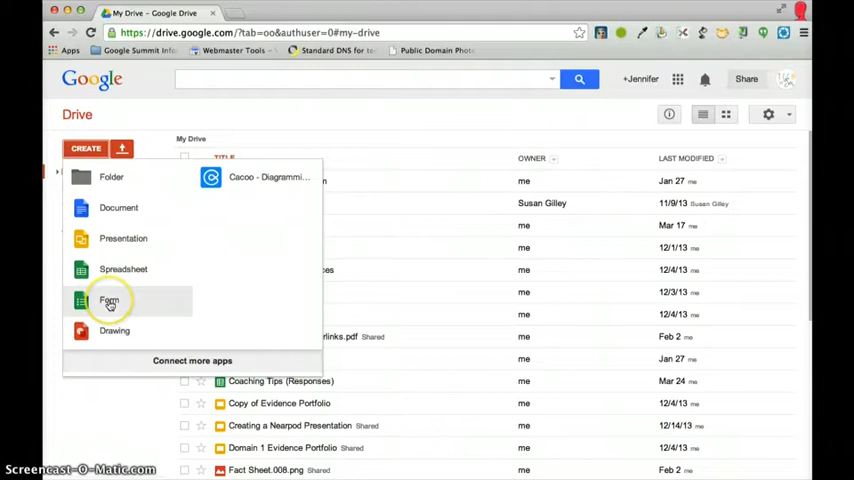 My Drive - Google Drive
https://drive.google.com/?tab=oo&authuser=0#my-drive
Apps Google Summit Info Webmaster Tools - Standard DNS for Public Domain Phot
Google +Jennifer Share
Drive
My Drive
CREATE
TITLE OWNER LAST MODIFIED
Folder Cacoo - Diagrammi... Jan 27 me
Document Susan Gilley 11/9/13 Susan Gilley
me Mar 17 me
Presentation me 12/1/13 me
Spreadsheet me 12/4/13 me
Form me 12/3/13 me
me 12/4/13 me
Drawing .pdf Shared me Feb 2 me
Connect more apps me Jan 27 me
Coaching Tips (Responses) me Mar 24 me
Copy of Evidence Portfolio me 12/4/13 me
Creating a Nearpod Presentation Shared me 12/14/13 me
Domain 1 Evidence Portfolio Shared me 12/4/13 me
Fact Sheet.008.png Shared me Feb 2 me
Screencast-O-Matic.com